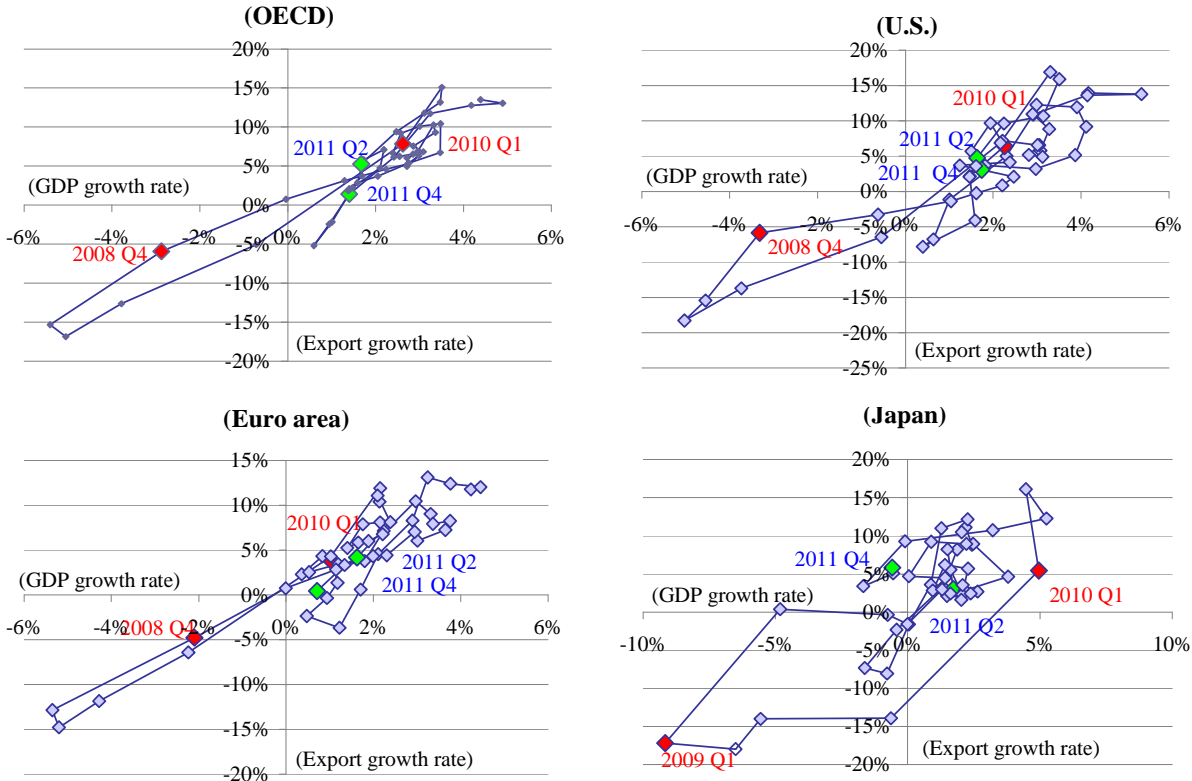 (OECD)
20%
15%
10%
5%
0%
-5%
-10%
-15%
-20%
-6%
-4%
-2%
0%
2%
4%
6%
2010 Q1
2011 Q2
2011 Q4
2008 Q4
(GDP growth rate)
(Export growth rate)
(U.S.)
20%
15%
10%
5%
0%
-5%
-10%
-15%
-20%
-25%
-6%
-4%
-2%
0%
2%
4%
6%
2010 Q1
2011 Q2
2011 Q4
2008 Q4
(GDP growth rate)
(Export growth rate)
(Euro area)
15%
10%
5%
0%
-5%
-10%
-15%
-20%
-6%
-4%
-2%
0%
2%
4%
6%
2010 Q1
2011 Q2
2011 Q4
2008 Q4
(GDP growth rate)
(Export growth rate)
(Japan)
20%
15%
10%
5%
0%
-5%
-10%
-15%
-20%
-10%
-5%
0%
5%
10%
2011 Q4
2010 Q1
2011 Q2
2009 Q1
(GDP growth rate)
(Export growth rate)